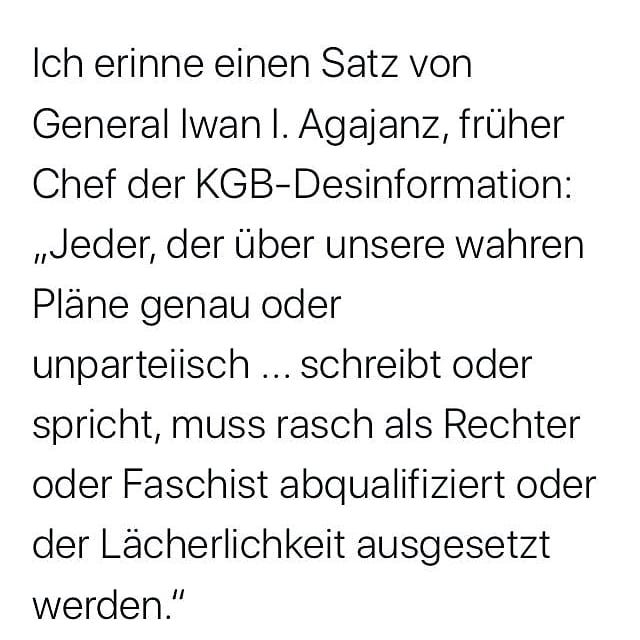 Ich erinne einen Satz von
General Iwan I. Agajanz, früher
Chef der KGB-Desinformation:
„Jeder, der über unsere wahren
Pläne genau oder
unparteiisch ... schreibt oder
spricht, muss rasch als Rechter
oder Faschist abqualifiziert oder
der Lächerlichkeit ausgesetzt
werden.“